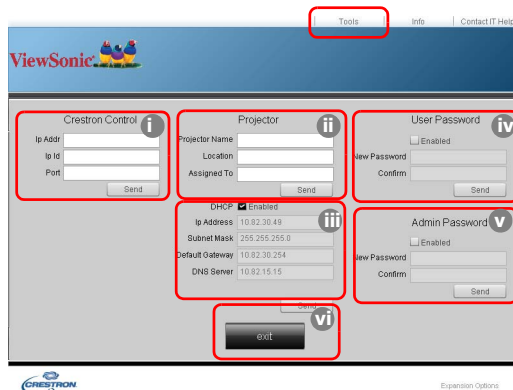 Tools Info Contact IT Help
ViewSonic
Crestron Control
i
Ip Addr
Ip Id
Port
Send
Projector
ii
Projector Name
Location
Assigned To
Send
DHCP Enabled
iii
Ip Address 10.82.30.49
Subnet Mask 255.255.255.0
Default Gateway 10.82.30.254
DNS Server 10.82.15.15
Send
vi
exit
User Password
iv
Enabled
New Password
Confirm
Send
Admin Password
v
Enabled
New Password
Confirm
Send
CRESTRON
Expansion Options